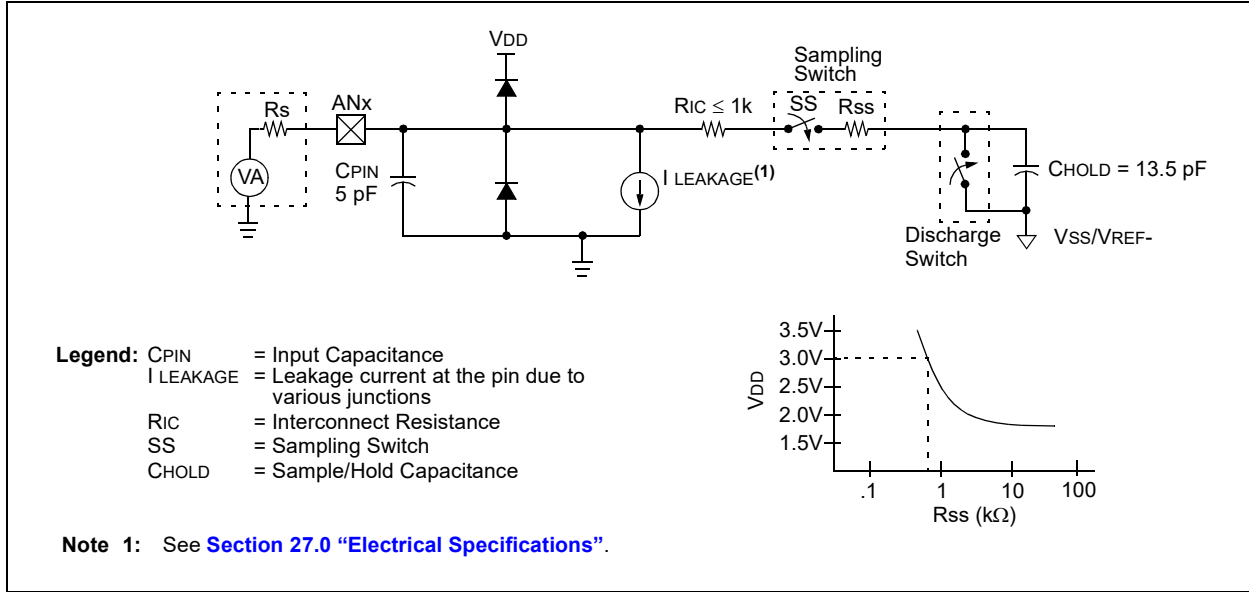 VDD
Sampling
Switch
Rs
ANx
RIC ≤ 1k
SS
Rss
VA
CPIN
5 pF
I LEAKAGE(1)
CHOLD = 13.5 pF
Discharge
Switch
VSS/VREF-
Legend: CPIN = Input Capacitance
I LEAKAGE = Leakage current at the pin due to
various junctions
RIC = Interconnect Resistance
SS = Sampling Switch
CHOLD = Sample/Hold Capacitance
VDD
3.5V
3.0V
2.5V
2.0V
1.5V
.1 1 10 100
Rss (kΩ)
Note 1: See Section 27.0 “Electrical Specifications”.